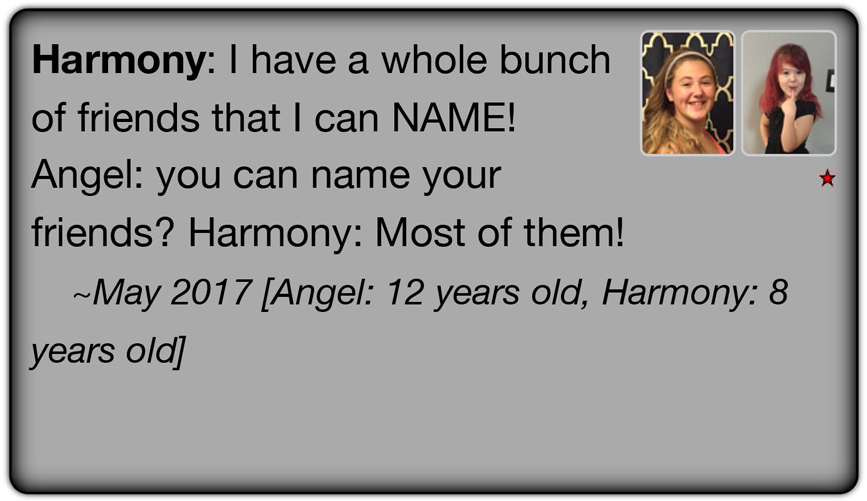 Harmony: I have a whole bunch
of friends that I can NAME!
Angel: you can name your
friends? Harmony: Most of them!
~May 2017 [Angel: 12 years old, Harmony: 8
years old]